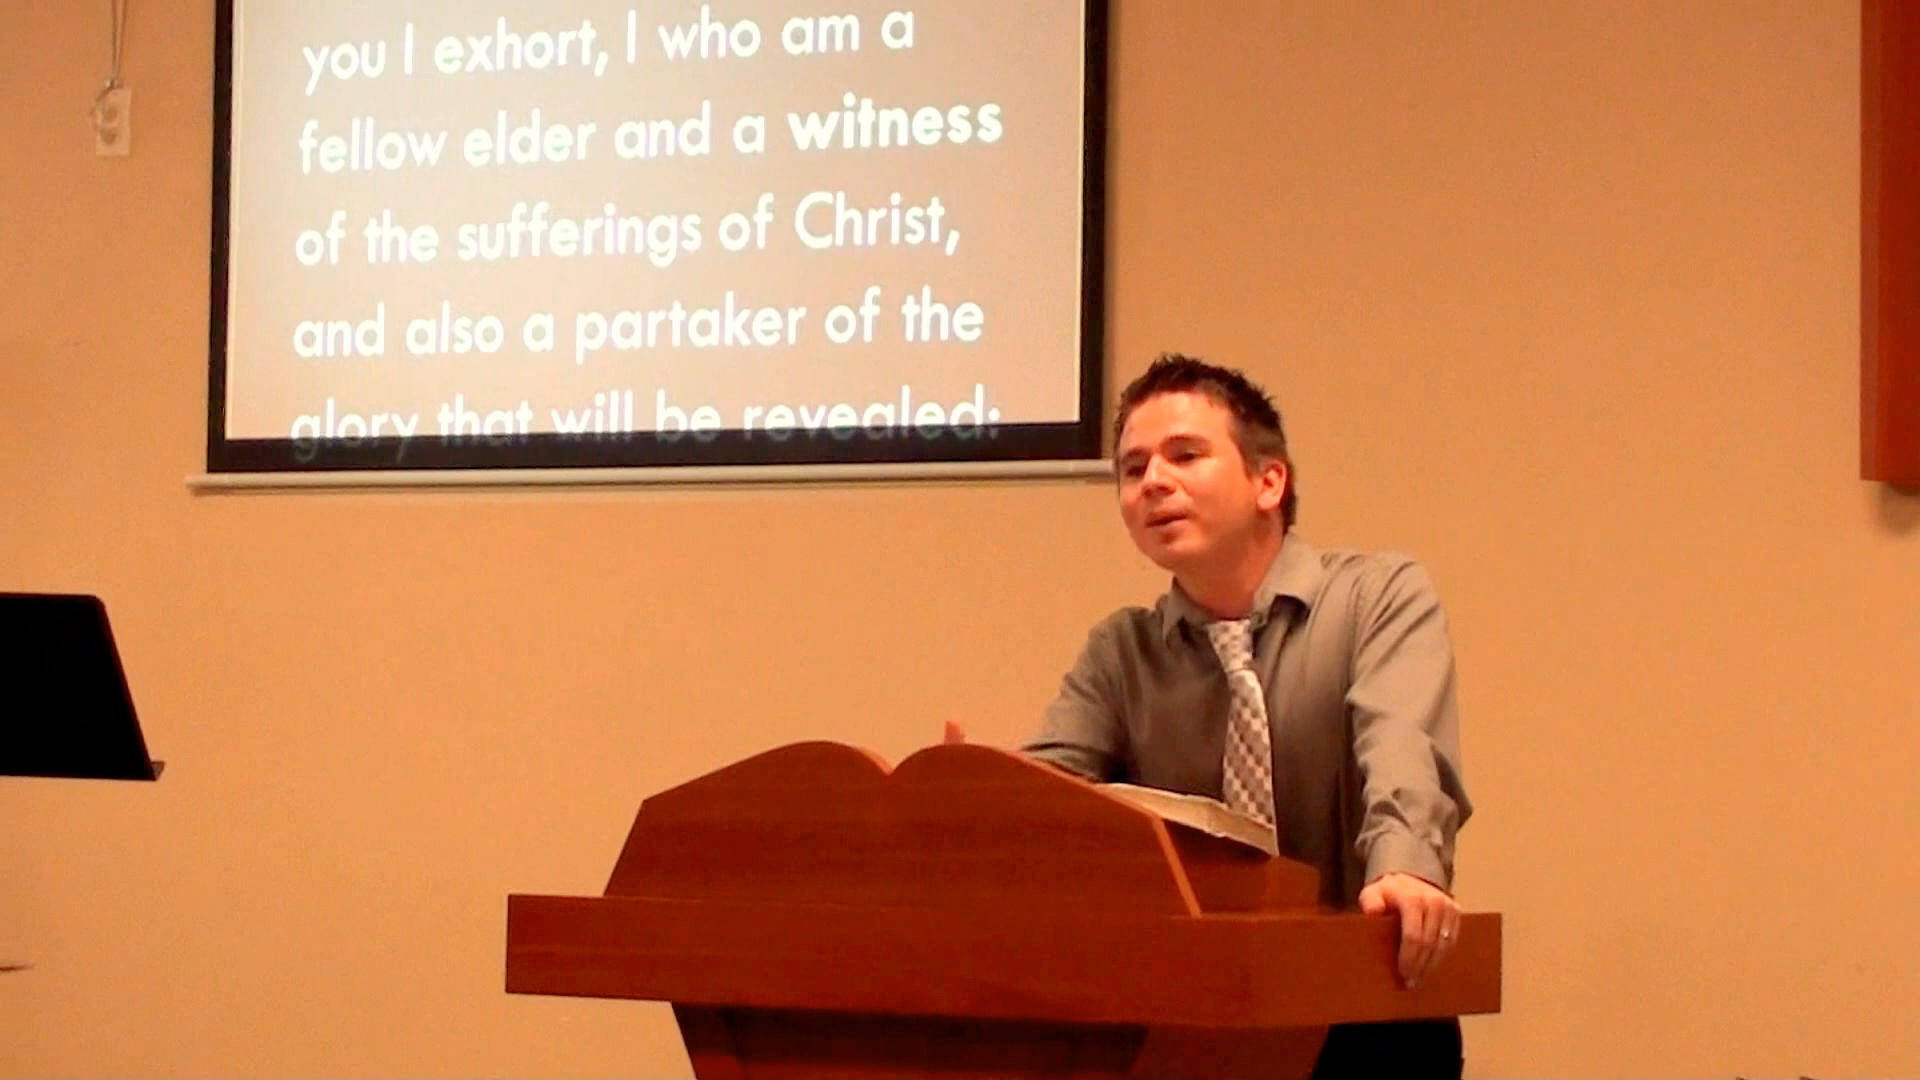 you I exhort, I who am a
fellow elder and a witness
of the sufferings of Christ,
and also a partaker of the
glory that will be revealed: